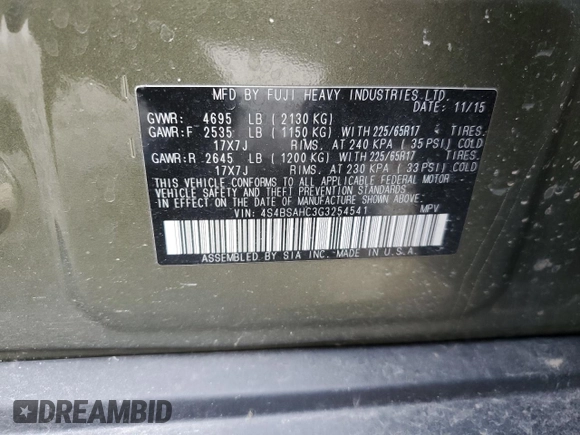 MFD BY FUJI HEAVY INDUSTRIES LTD.
DATE: 11/15
GVWR: 4695 LB ( 2130 KG)
GAWR:F 2535 LB ( 1150 KG) WITH 225/65R17 TIRES.
17X7J RIMS. AT 240 KPA ( 35 PSI) COLD
GAWR:R 2645 LB ( 1200 KG) WITH 225/65R17 TIRES.
17X7J RIMS. AT 230 KPA ( 33 PSI) COLD
THIS VEHICLE CONFORMS TO ALL APPLICABLE FEDERAL MOTOR
VEHICLE SAFETY AND THEFT PREVENTION STANDARDS
IN EFFECT ON THE DATE OF MANUFACTURE SHOWN ABOVE.
VIN: 4S4BSAHC3G3254541 MPV
ASSEMBLED BY SIA INC. MADE IN U.S.A.
DREAMBID